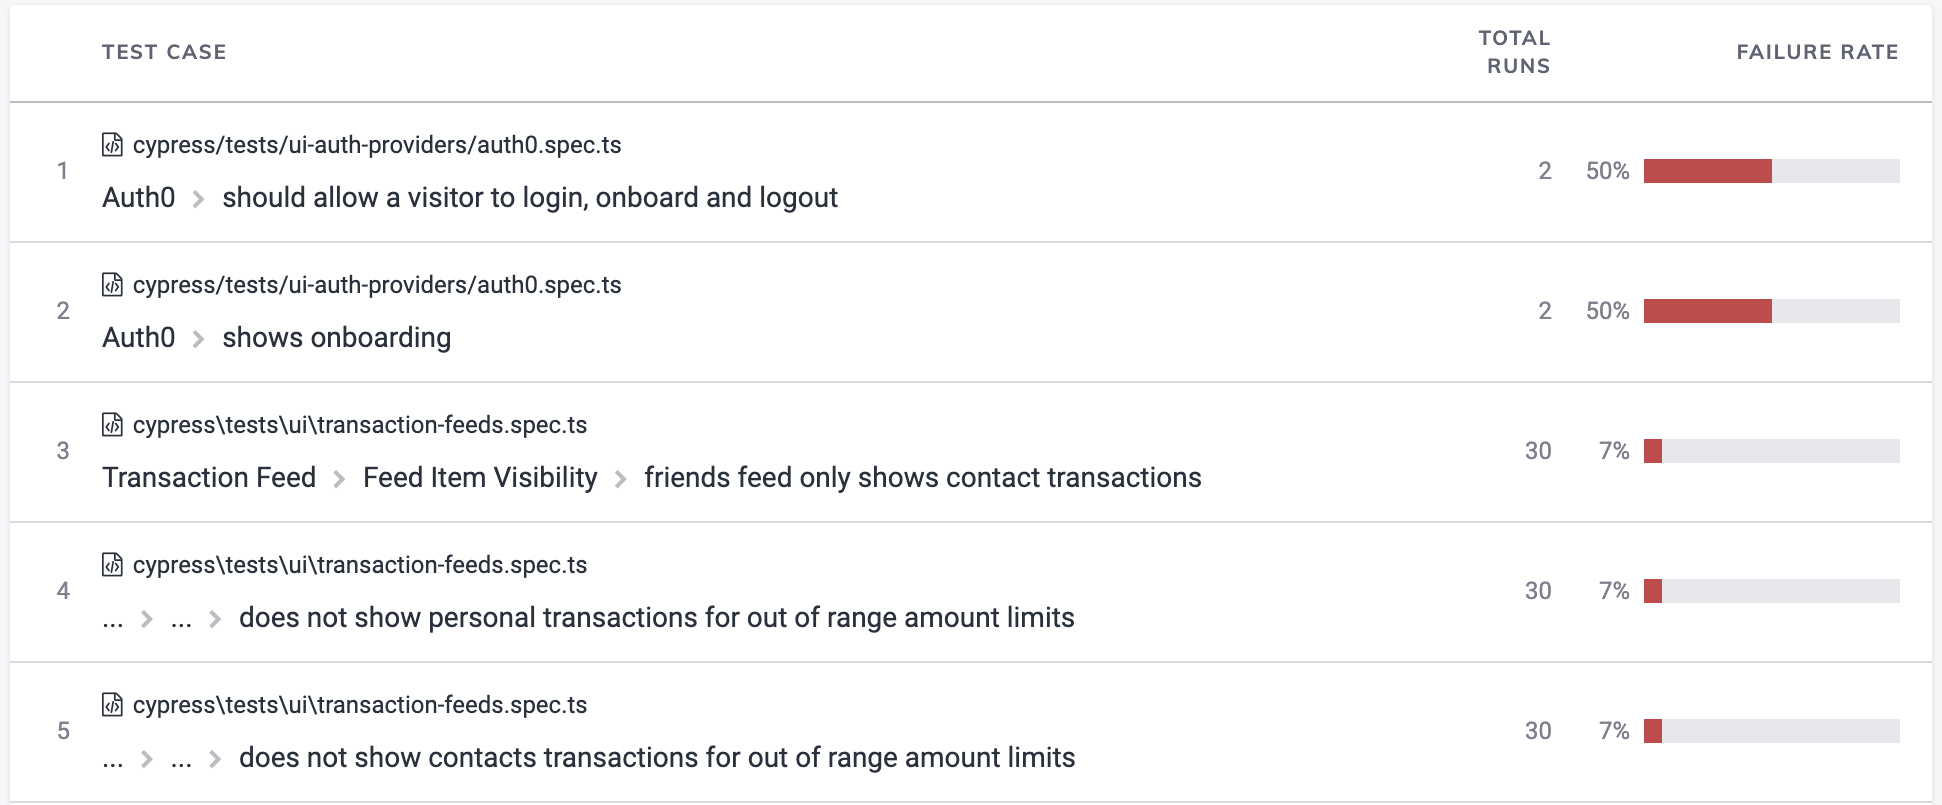 TEST CASE
TOTAL RUNS
FAILURE RATE
1
cypress/tests/ui-auth-providers/auth0.spec.ts
Auth0 > should allow a visitor to login, onboard and logout
2
50%
2
cypress/tests/ui-auth-providers/auth0.spec.ts
Auth0 > shows onboarding
2
50%
3
cypress\tests\ui\transaction-feeds.spec.ts
Transaction Feed > Feed Item Visibility > friends feed only shows contact transactions
30
7%
4
cypress\tests\ui\transaction-feeds.spec.ts
... > ... > does not show personal transactions for out of range amount limits
30
7%
5
cypress\tests\ui\transaction-feeds.spec.ts
... > ... > does not show contacts transactions for out of range amount limits
30
7%